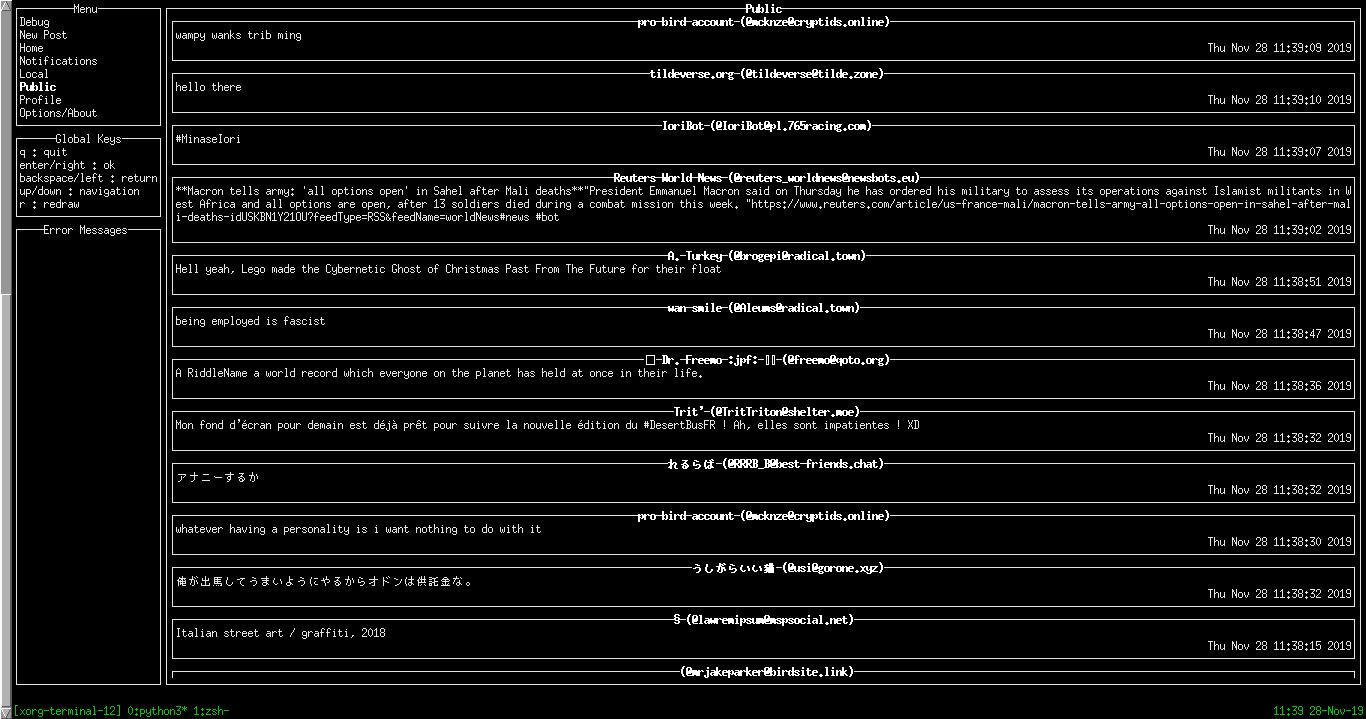 Menu
Debug
New Post
Home
Notifications
Local
Public
Profile
Options/About
Global Keys
q : quit
enter/right : ok
backspace/left : return
up/down : navigation
r : redraw
Error Messages
Public
pro bird account (@mcknze@cryptids.online)
wampy wanks trib ming
Thu Nov 28 11:39:09 2019
tildeverse.org (@tildeverse@tilde.zone)
hello there
Thu Nov 28 11:39:10 2019
IoriBot (@IoriBot@pl.765racing.com)
#MinaseIori
Thu Nov 28 11:39:07 2019
Reuters World News (@reuters_worldnews@newsbots.eu)
**Macron tells army: 'all options open' in Sahel after Mali deaths**"President Emmanuel Macron said on Thursday he has ordered his military to assess its operations against Islamist militants in W
est Africa and all options are open, after 13 soldiers died during a combat mission this week. "https://www.reuters.com/article/us-france-mali/macron-tells-army-all-options-open-in-sahel-after-mal
i-deaths-idUSKBN1Y21OU?feedType=RSS&feedName=worldNews#news #bot
Thu Nov 28 11:39:02 2019
A. Turkey (@brogepi@radical.town)
Hell yeah, Lego made the Cybernetic Ghost of Christmas Past From The Future for their float
Thu Nov 28 11:38:51 2019
wan smile (@Aleums@radical.town)
being employed is fascist
Thu Nov 28 11:38:47 2019
Dr. Freemo :jpf: (@freemo@qoto.org)
A RiddleName a world record which everyone on the planet has held at once in their life.
Thu Nov 28 11:38:36 2019
Trit’ (@TritTriton@shelter.moe)
Mon fond d’écran pour demain est déjà prêt pour suivre la nouvelle édition du #DesertBusFR ! Ah, elles sont impatientes ! XD
Thu Nov 28 11:38:32 2019
れるらば (@RRRB_B@best-friends.chat)
アナニーするか
Thu Nov 28 11:38:32 2019
pro bird account (@mcknze@cryptids.online)
whatever having a personality is i want nothing to do with it
Thu Nov 28 11:38:30 2019
うしがらいい猫 (@usi@gorone.xyz)
俺が出馬してうまいようにやるからオドンは供託金な。
Thu Nov 28 11:38:32 2019
§ (@lawremipsum@mspsocial.net)
Italian street art / graffiti, 2018
Thu Nov 28 11:38:15 2019
(@mrjakeparker@birdsite.link)
[xorg-terminal-12] 0:python3* 1:zsh-
11:39 28-Nov-19